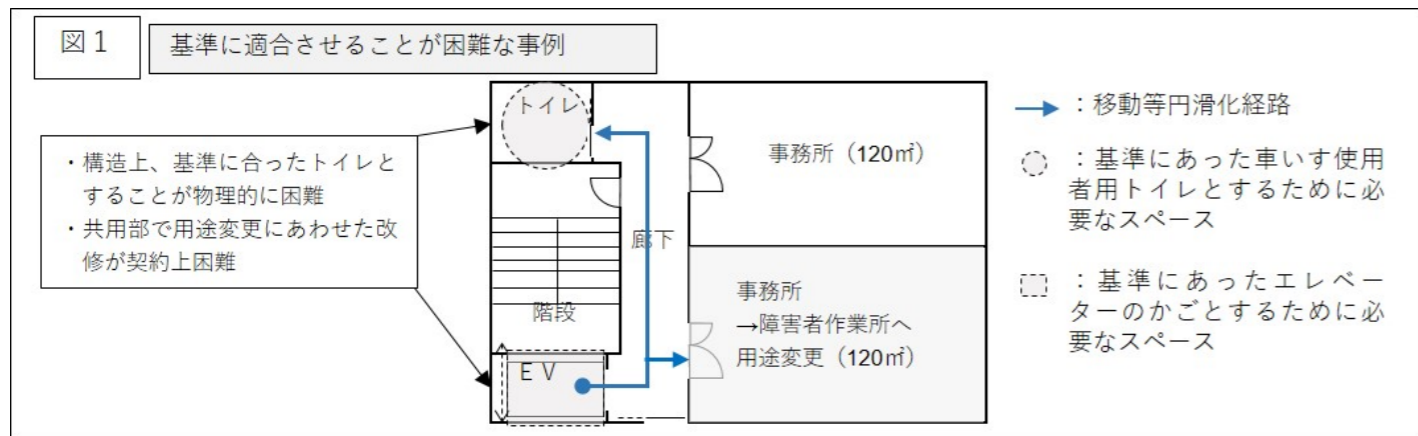 図1
基準に適合させることが困難な事例
・構造上、基準に合ったトイレと
することが物理的に困難
・共用部で用途変更にあわせた改
修が契約上困難
トイレ
廊下
階段
EV
事務所（120㎡）
事務所
→障害者作業所へ
用途変更（120㎡）
：移動等円滑化経路
：基準にあった車いす使用
者用トイレとするために必
要なスペース
：基準にあったエレベー
ターのかごとするために必
要なスペース